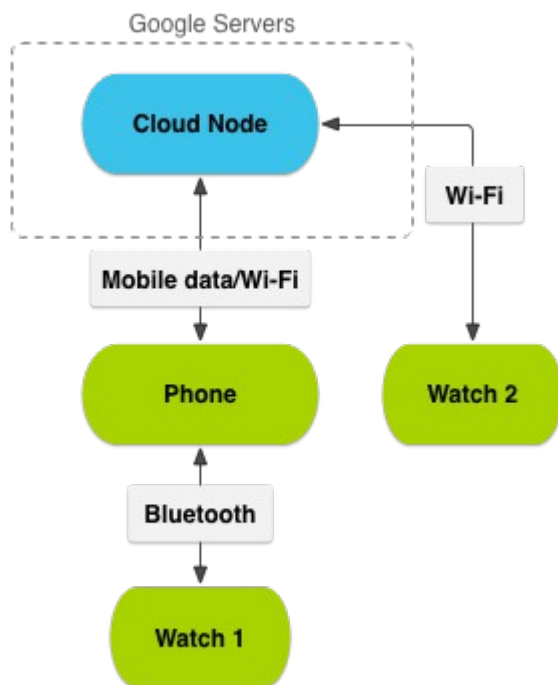 Google Servers
Cloud Node
Wi-Fi
Mobile data/Wi-Fi
Phone
Watch 2
Bluetooth
Watch 1